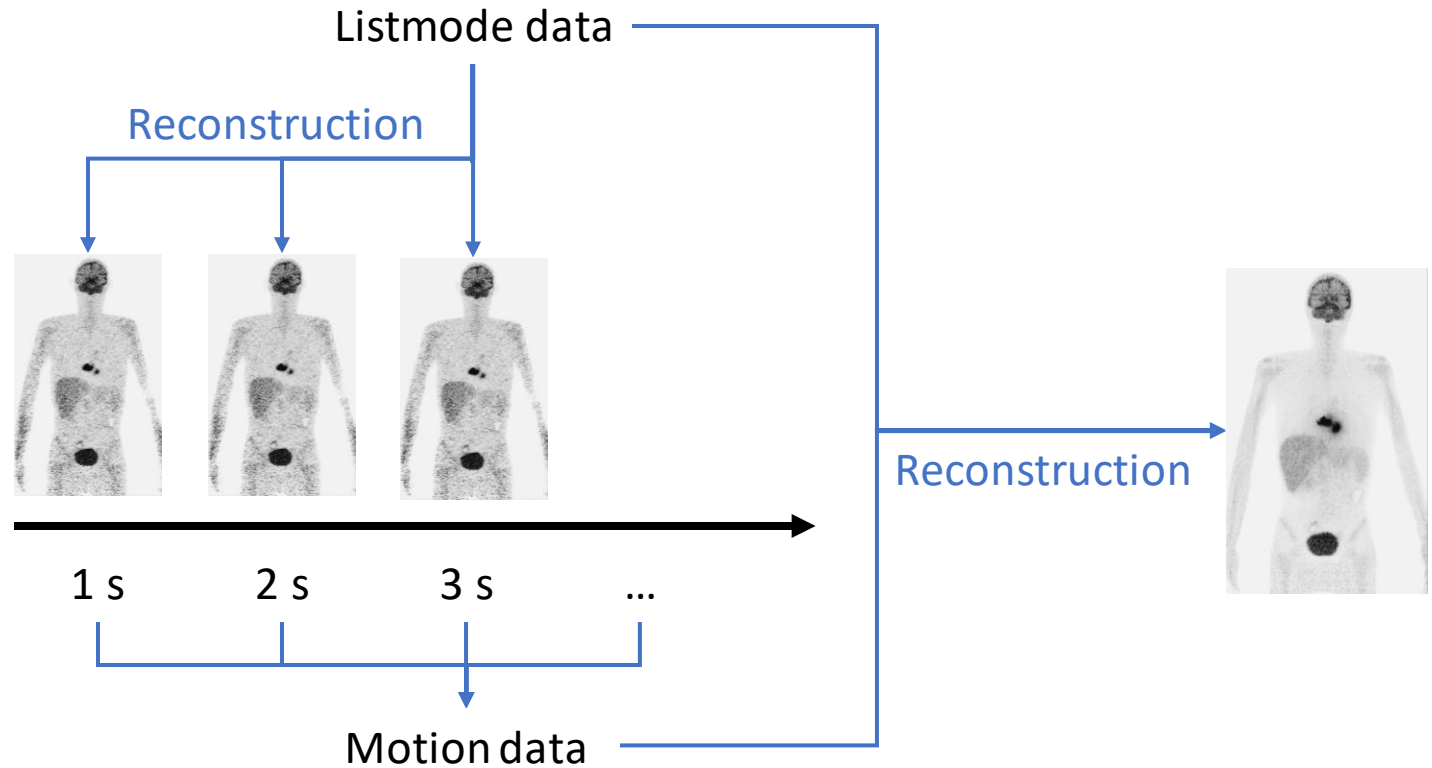 Listmode data
Reconstruction
Reconstruction
1 s
2 s
3 s
...
Motion data